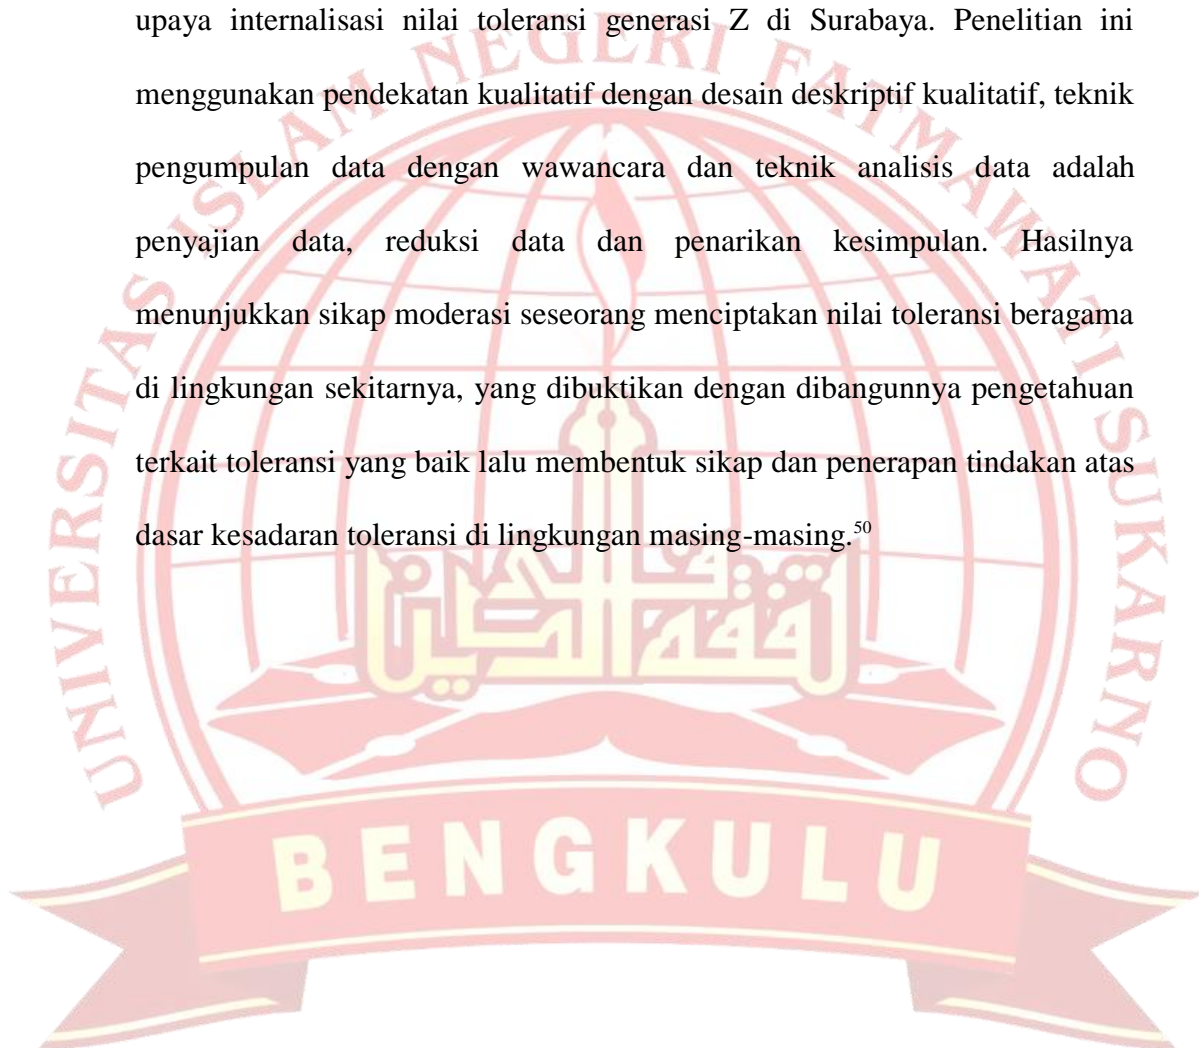 upaya internalisasi nilai toleransi generasi Z di Surabaya. Penelitian ini
menggunakan pendekatan kualitatif dengan desain deskriptif kualitatif, teknik
pengumpulan data dengan wawancara dan teknik analisis data adalah
penyajian data, reduksi data dan penarikan kesimpulan. Hasilnya
menunjukkan sikap moderasi seseorang menciptakan nilai toleransi beragama
di lingkungan sekitarnya, yang dibuktikan dengan dibangunnya pengetahuan
terkait toleransi yang baik lalu membentuk sikap dan penerapan tindakan atas
dasar kesadaran toleransi di lingkungan masing-masing.50
UNIVERSITAS ISLAM NEGERI FATMAWATI SUKARNO
BENGKULU